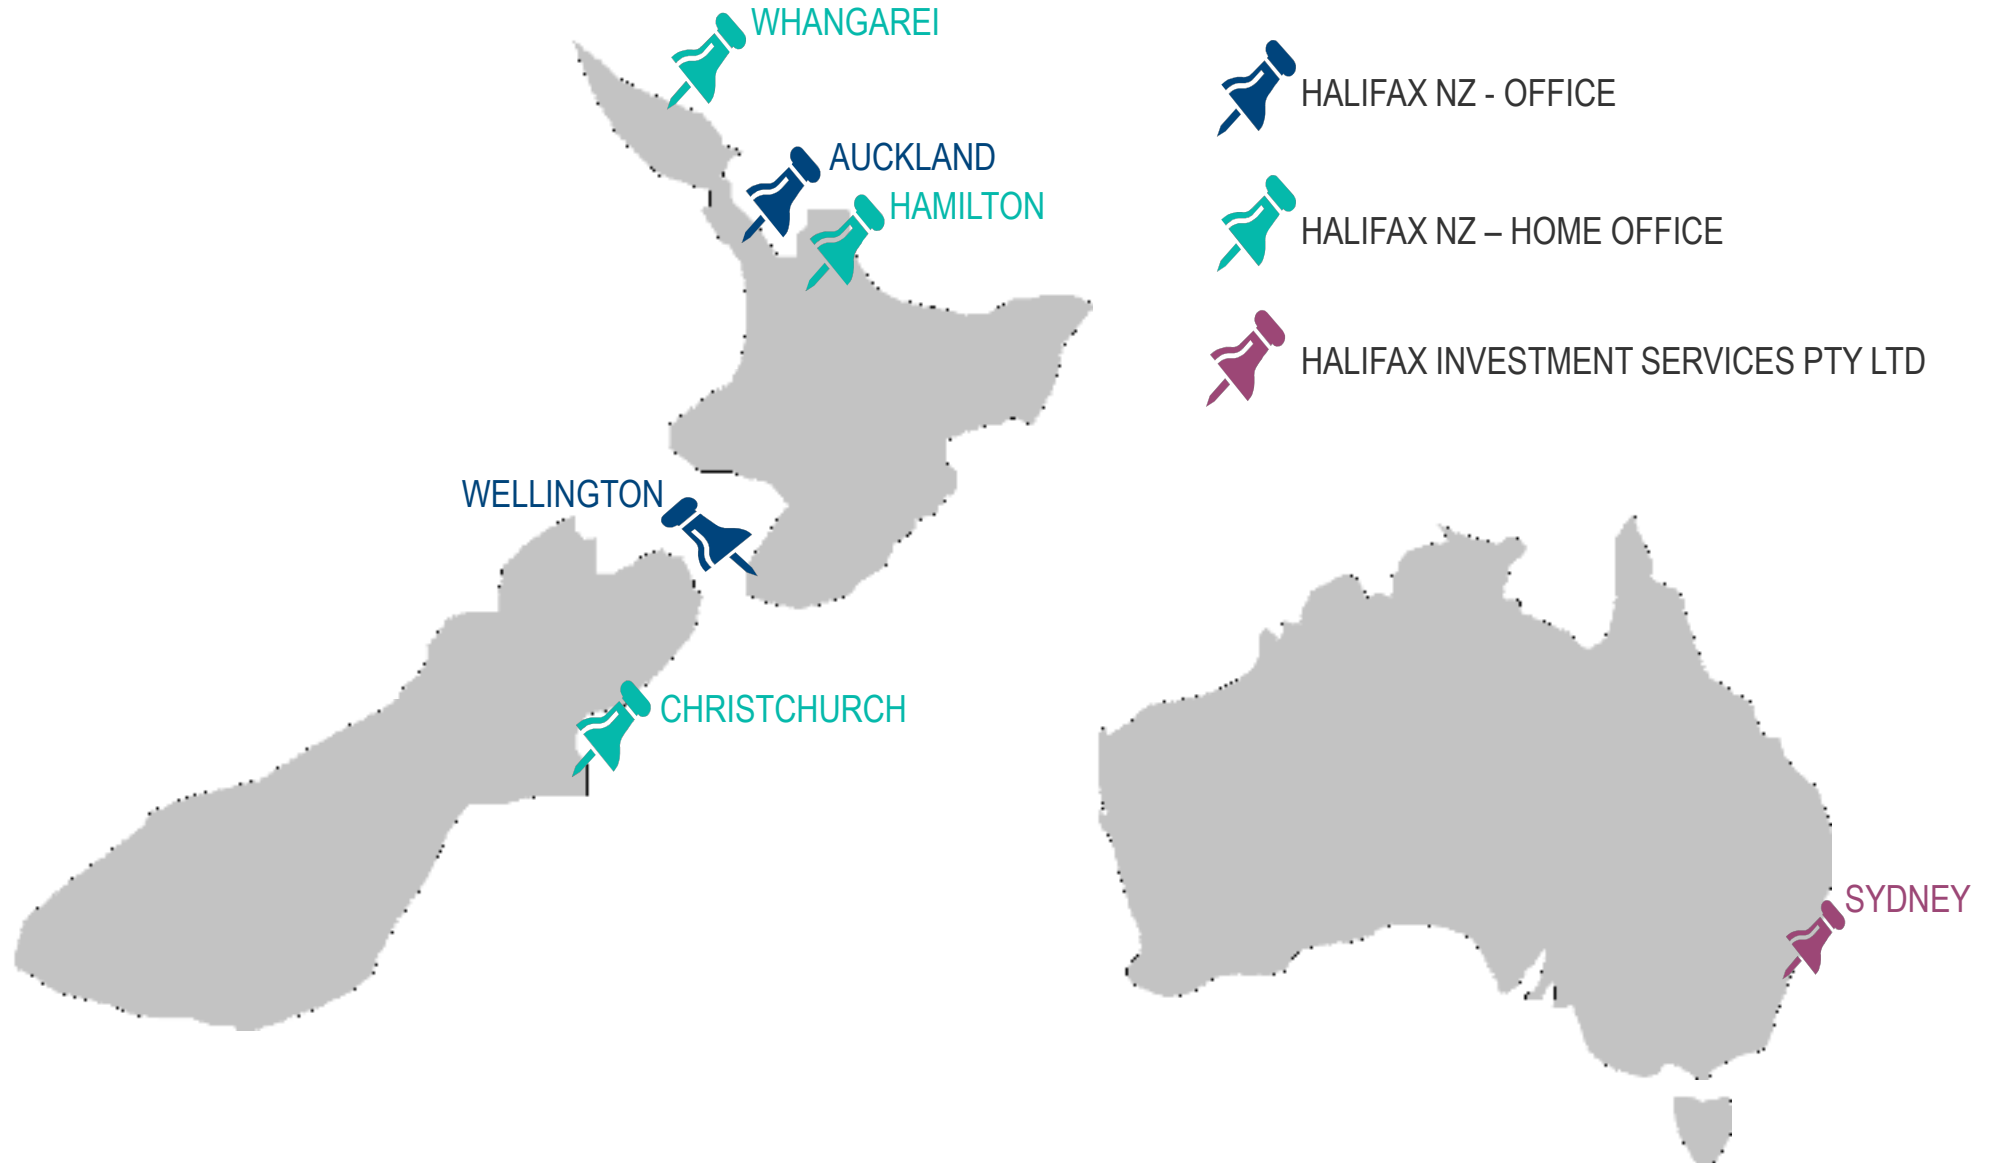 WHANGAREI
HALIFAX NZ - OFFICE
AUCKLAND
HAMILTON
HALIFAX NZ – HOME OFFICE
HALIFAX INVESTMENT SERVICES PTY LTD
WELLINGTON
CHRISTCHURCH
SYDNEY